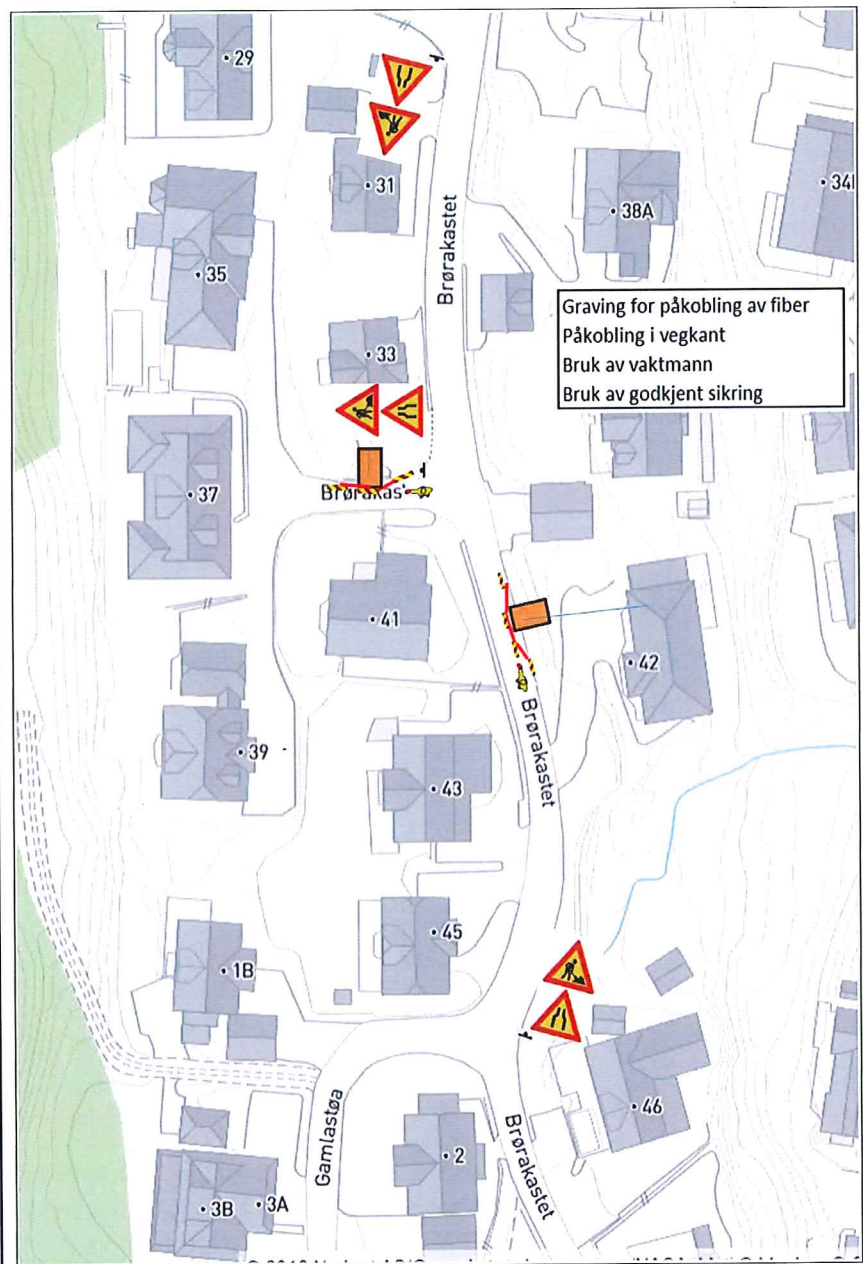 29
31
Brørakastet
38A
35
Graving for påkobling av fiber
Påkobling i vegkant
Bruk av vaktmann
Bruk av godkjent sikring
33
37
41
42
Brørakastet
39
43
45
1B
46
Gamlastøa
2
Brørakastet
3B
3A